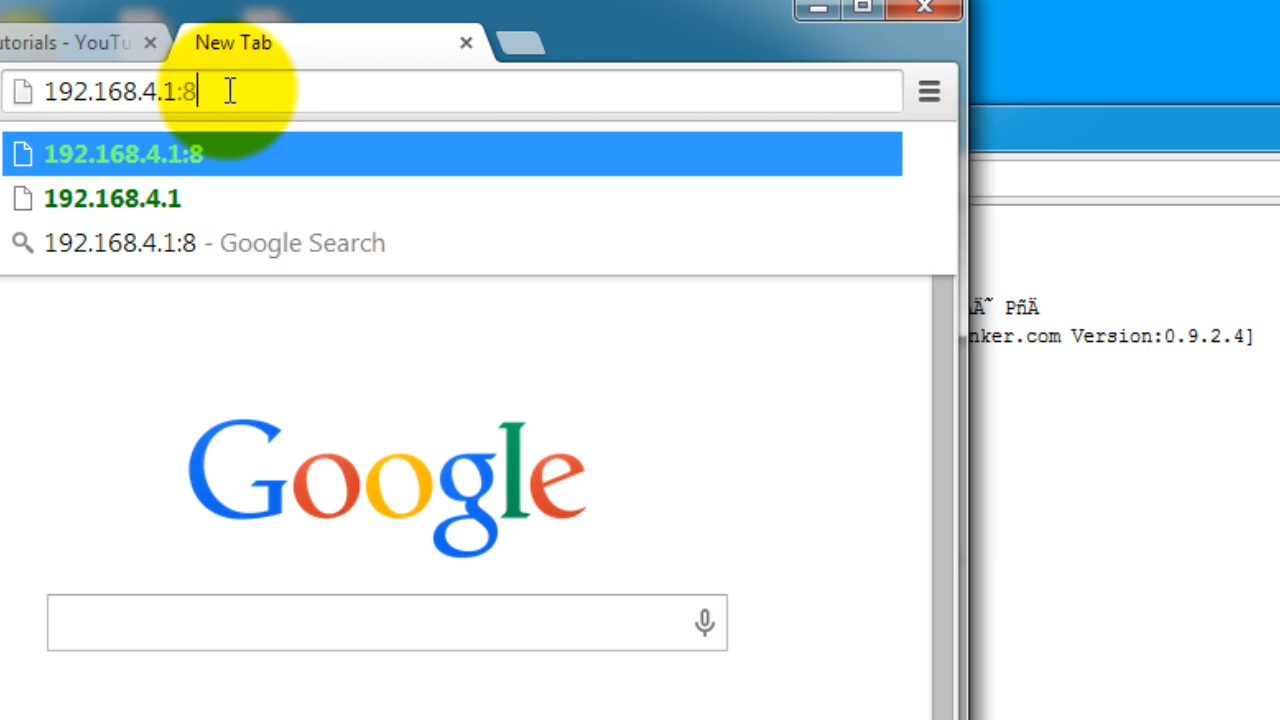 utorials - YouTu
New Tab
192.168.4.1:8
192.168.4.1:8
192.168.4.1
192.168.4.1:8 - Google Search
Ä˜ PñÄ
nker.com Version:0.9.2.4]
Google